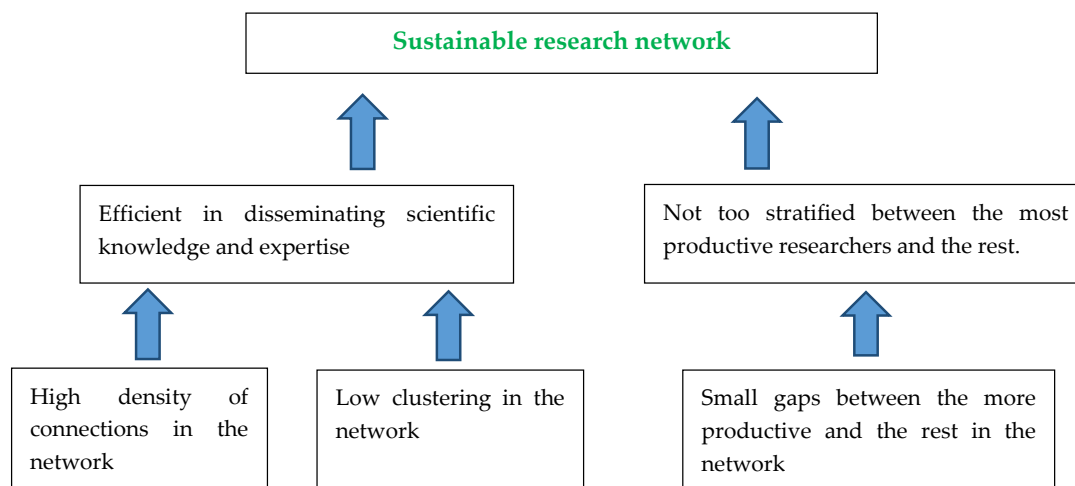 Sustainable research network
Efficient in disseminating scientific
knowledge and expertise
Not too stratified between the most
productive researchers and the rest.
High density of
connections in the
network
Low clustering in the
network
Small gaps between the more
productive and the rest in the
network